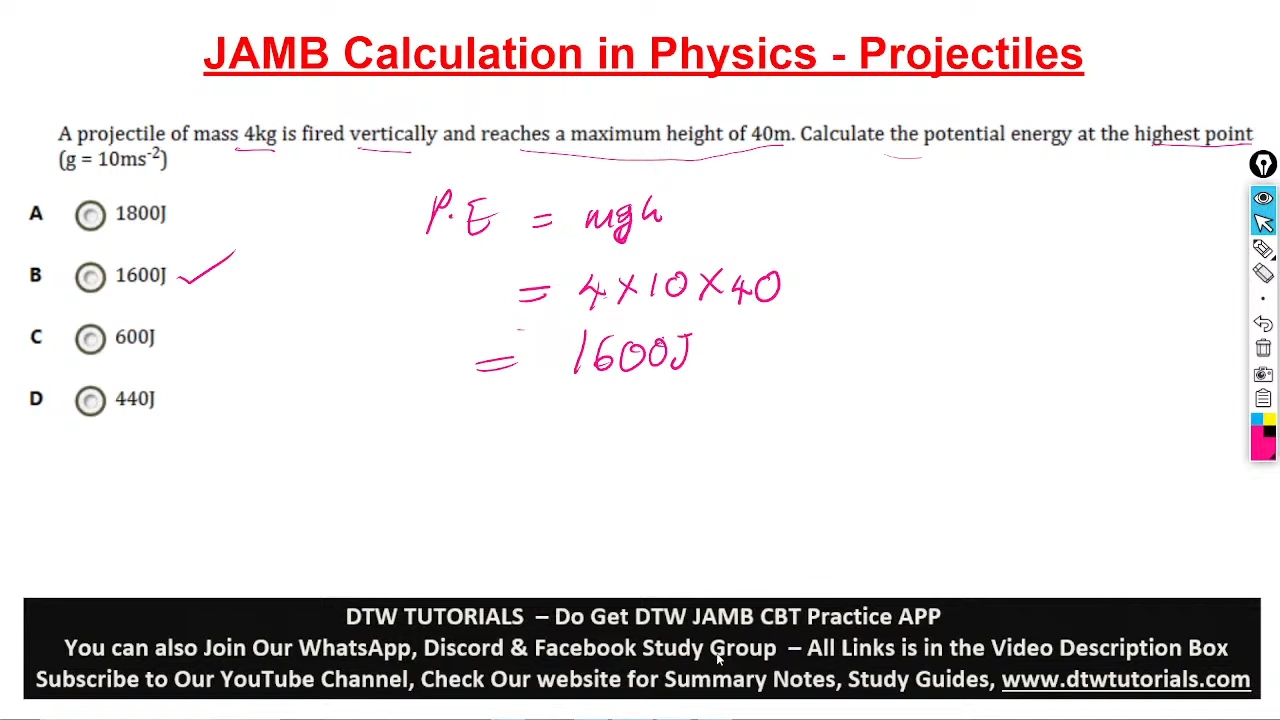 JAMB Calculation in Physics - Projectiles
A projectile of mass 4kg is fired vertically and reaches a maximum height of 40m. Calculate the potential energy at the highest point
(g = 10ms⁻²)
A 1800J
B 1600J
C 600J
D 440J
P.E = mgh
= 4×10×40
= 1600J
DTW TUTORIALS – Do Get DTW JAMB CBT Practice APP
You can also Join Our WhatsApp, Discord & Facebook Study Group – All Links is in the Video Description Box
Subscribe to Our YouTube Channel, Check Our website for Summary Notes, Study Guides, www.dtwtutorials.com